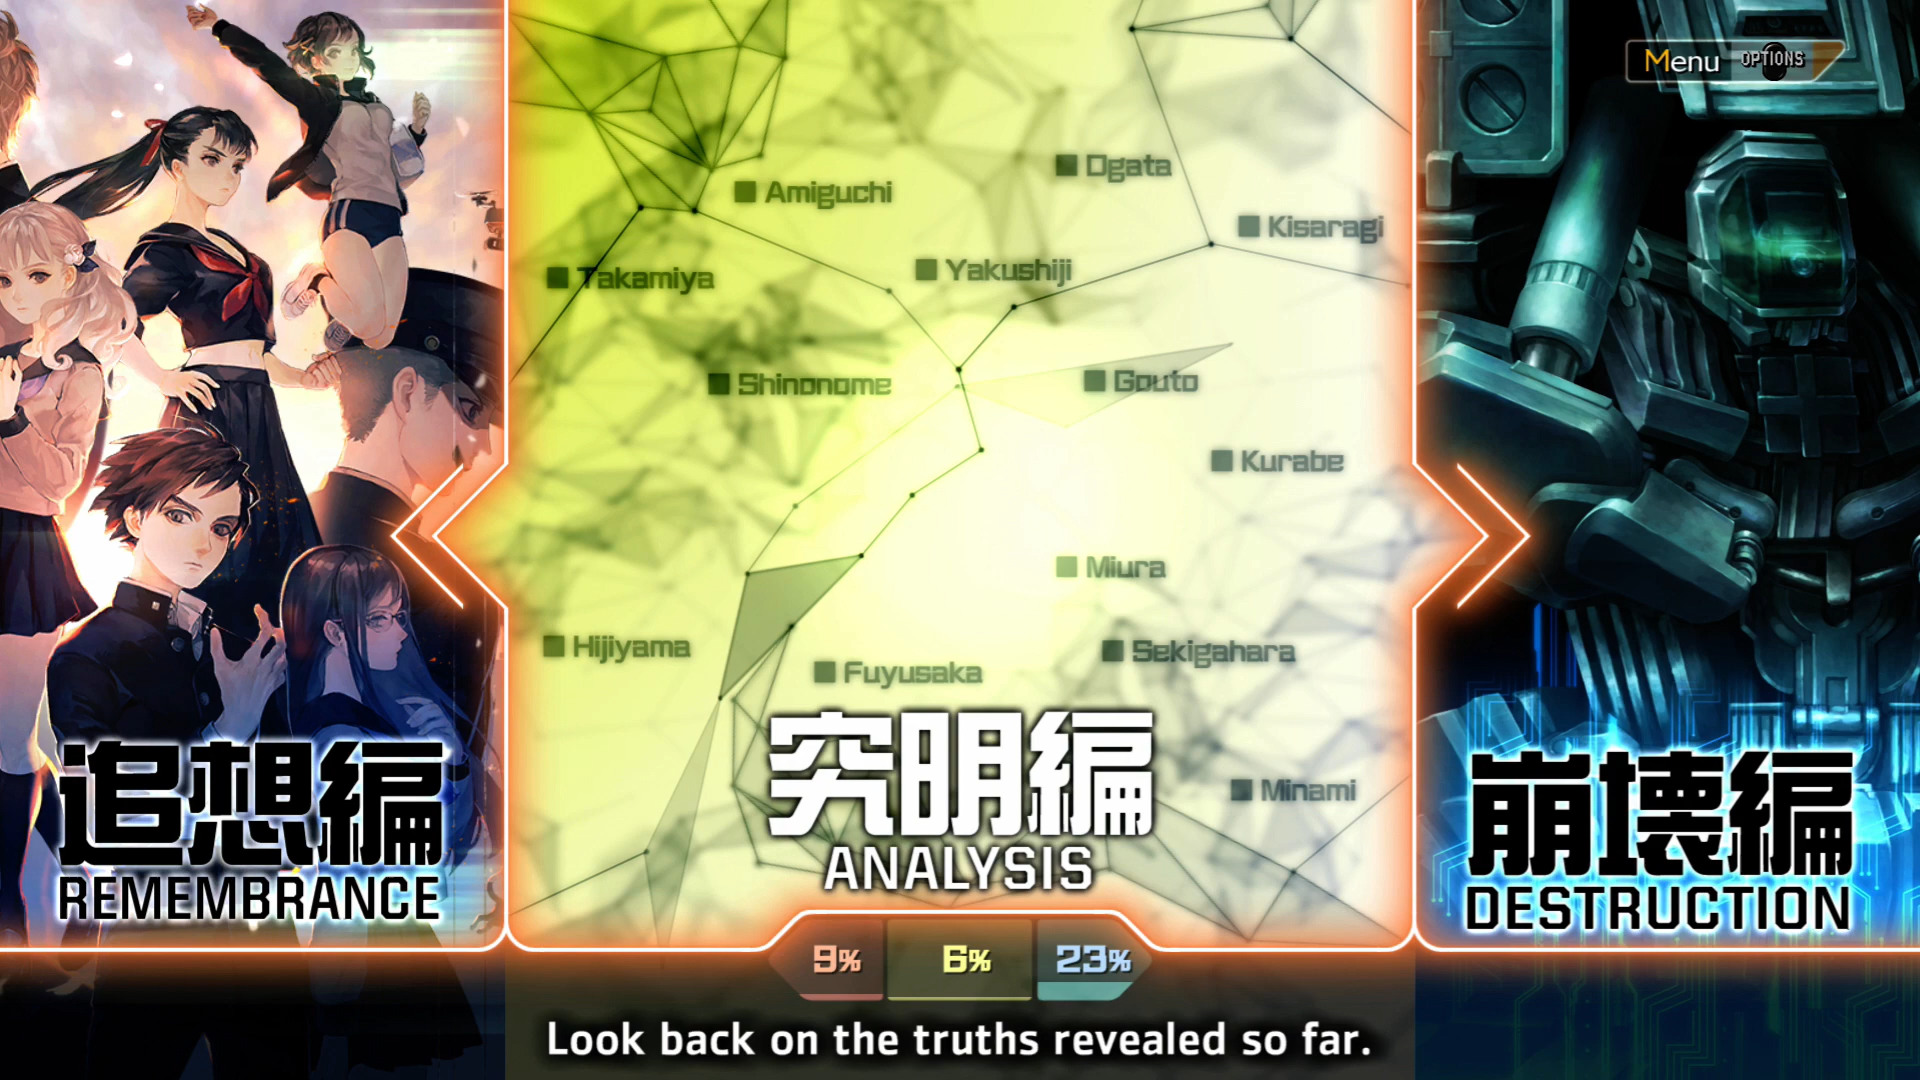 Menu OPTIONS
Amiguchi
Ogata
Kisaragi
Takamiya
Yakushiji
Shinonome
Gouto
Kurabe
Miura
Hijiyama
Fuyusaka
Sekigahara
Minami
追想編
REMEMBRANCE
究明編
ANALYSIS
崩壊編
DESTRUCTION
9% 6% 23%
Look back on the truths revealed so far.